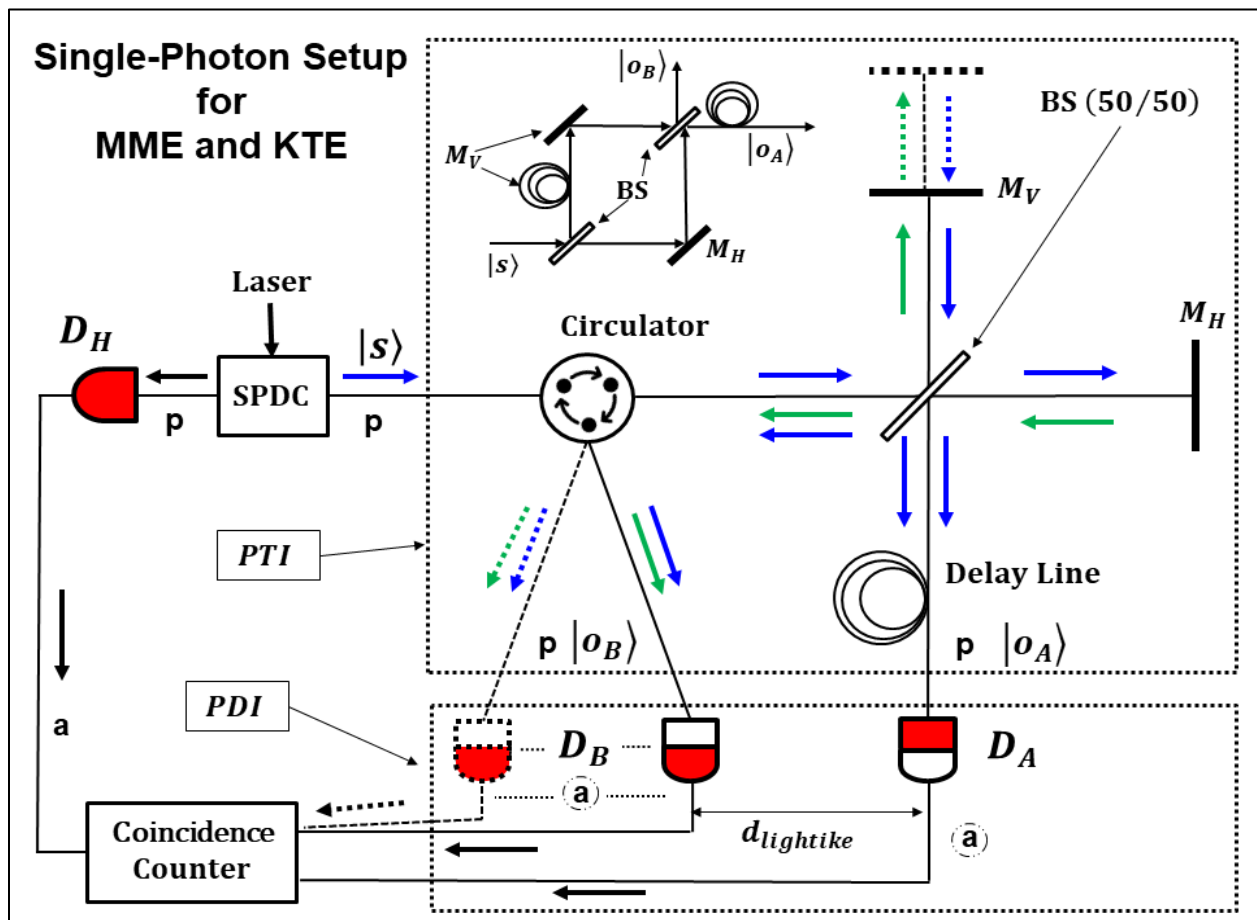 Single-Photon Setup
for
MME and KTE
|o_B⟩
M_V
BS
|o_A⟩
|s⟩
M_H
BS (50/50)
M_V
M_H
Laser
D_H
|s⟩
SPDC
p
p
Circulator
PTI
Delay Line
p |o_B⟩
p |o_A⟩
PDI
a
D_B
D_A
a
d_lightike
a
Coincidence
Counter